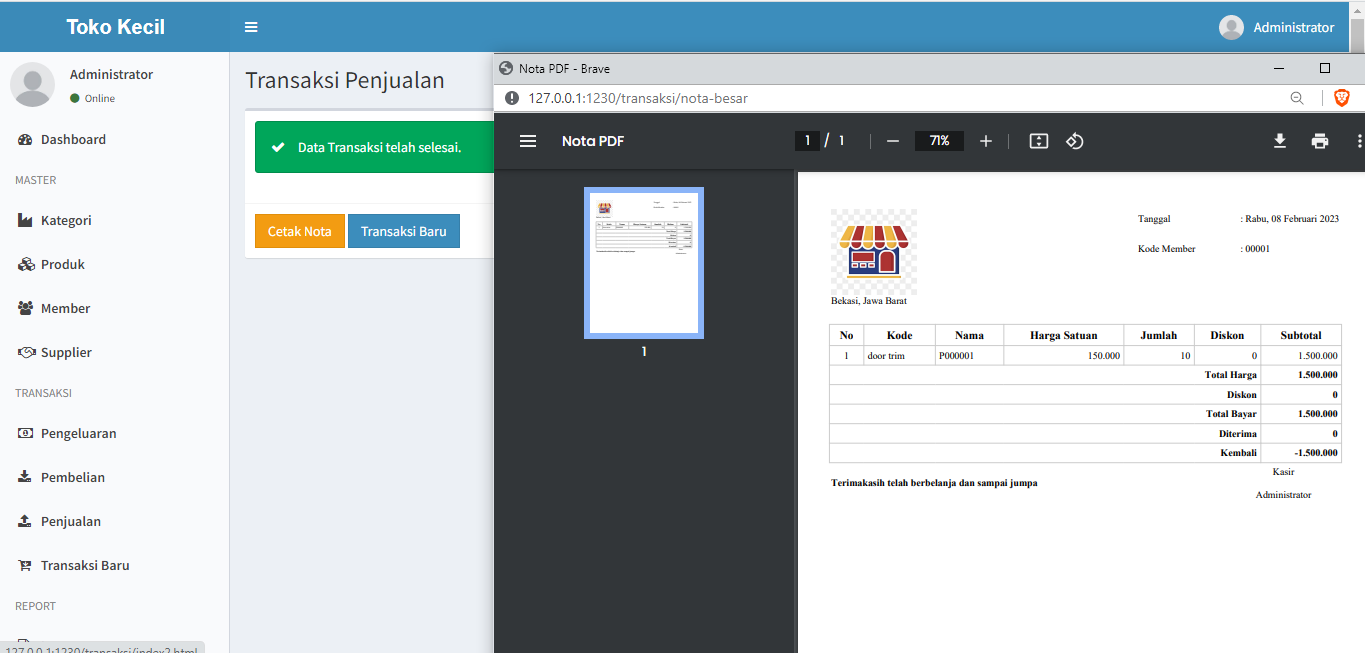 Toko Kecil
Administrator
Administrator
Online
Dashboard
MASTER
Kategori
Produk
Member
Supplier
TRANSAKSI
Pengeluaran
Pembelian
Penjualan
Transaksi Baru
REPORT
127.0.0.1:1230/transaksi/index2.html
Transaksi Penjualan
Data Transaksi telah selesai.
Cetak Nota Transaksi Baru
Nota PDF - Brave
127.0.0.1:1230/transaksi/nota-besar
Nota PDF 1 / 1 71%
1
Tanggal : Rabu, 08 Februari 2023
Kode Member : 00001
Bekasi, Jawa Barat
No Kode Nama Harga Satuan Jumlah Diskon Subtotal
1 door trim P000001 150.000 10 0 1.500.000
Total Harga 1.500.000
Diskon 0
Total Bayar 1.500.000
Diterima 0
Kembali -1.500.000
Kasir
Terimakasih telah berbelanja dan sampai jumpa
Administrator